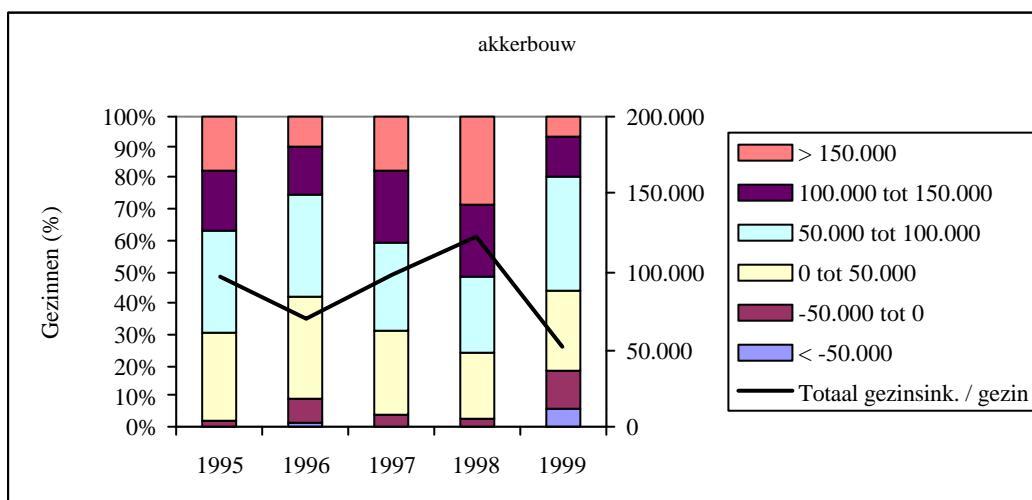 akkerbouw
Gezinnen (%)
100%
90%
80%
70%
60%
50%
40%
30%
20%
10%
0%
200.000
150.000
100.000
50.000
0
1995 1996 1997 1998 1999
> 150.000
100.000 tot 150.000
50.000 tot 100.000
0 tot 50.000
-50.000 tot 0
< -50.000
Totaal gezinsink. / gezin